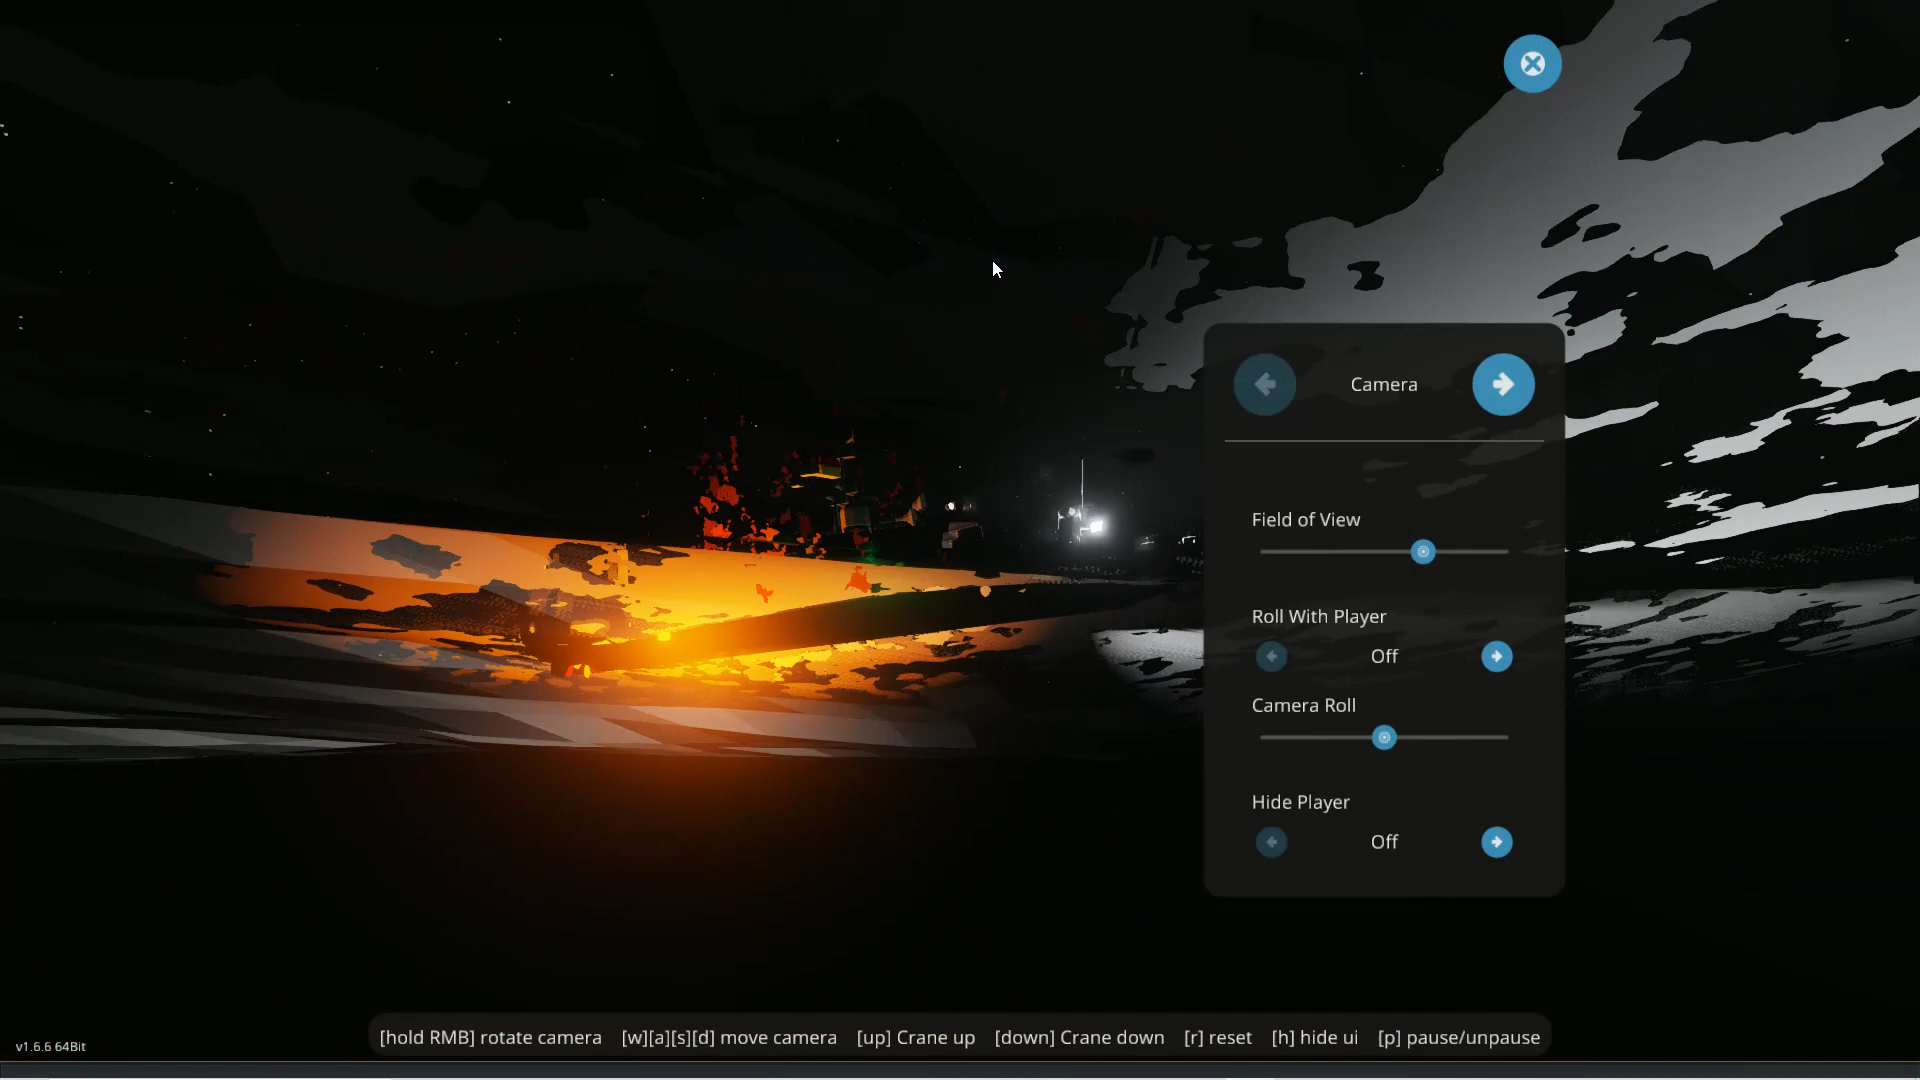 Camera
Field of View
Roll With Player
Off
Camera Roll
Hide Player
Off
[hold RMB] rotate camera [w][a][s][d] move camera [up] Crane up [down] Crane down [r] reset [h] hide ui [p] pause/unpause
v1.6.6 64Bit